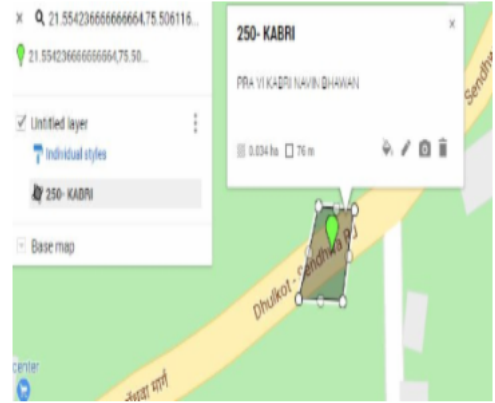 × 21.554236666666664,75.506116...
21.554236666666664,75.50...
Untitled layer
Individual styles
250- KABRI
Base map
250- KABRI
×
PRA VI KABRI NAVIN BHAWAN
0.034 ha 76 m
Sendhwa
Dhulkot - Sendhwa Rd
center
सेंधवा मार्ग